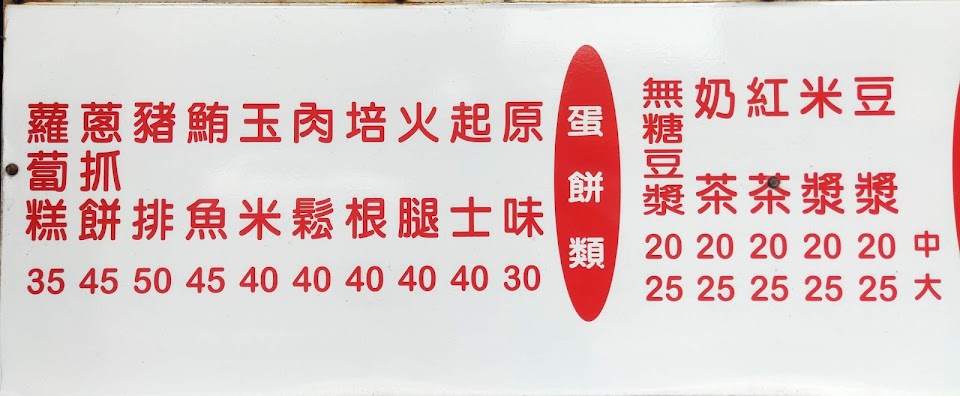 中 大
豆漿 20 25
米漿 20 25
紅茶 20 25
奶茶 20 25
無糖豆漿 20 25
蛋餅類
原味 30
起士 40
火腿 40
培根 40
肉鬆 40
玉米 40
鮪魚 45
豬排 50
蔥抓餅 45
蘿蔔糕 35